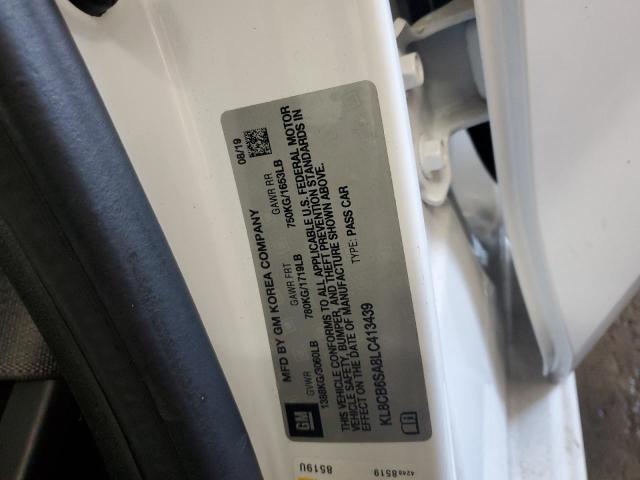 MFD BY GM KOREA COMPANY 08/19
GVWR GAWR FRT GAWR RR
1388KG/3060LB 780KG/1719LB 750KG/1653LB
THIS VEHICLE CONFORMS TO ALL APPLICABLE U.S. FEDERAL MOTOR
VEHICLE SAFETY, BUMPER, AND THEFT PREVENTION STANDARDS IN
EFFECT ON THE DATE OF MANUFACTURE SHOWN ABOVE.
KL8CB6SA8LC413439 TYPE: PASS CAR
GM
42488519
8519U